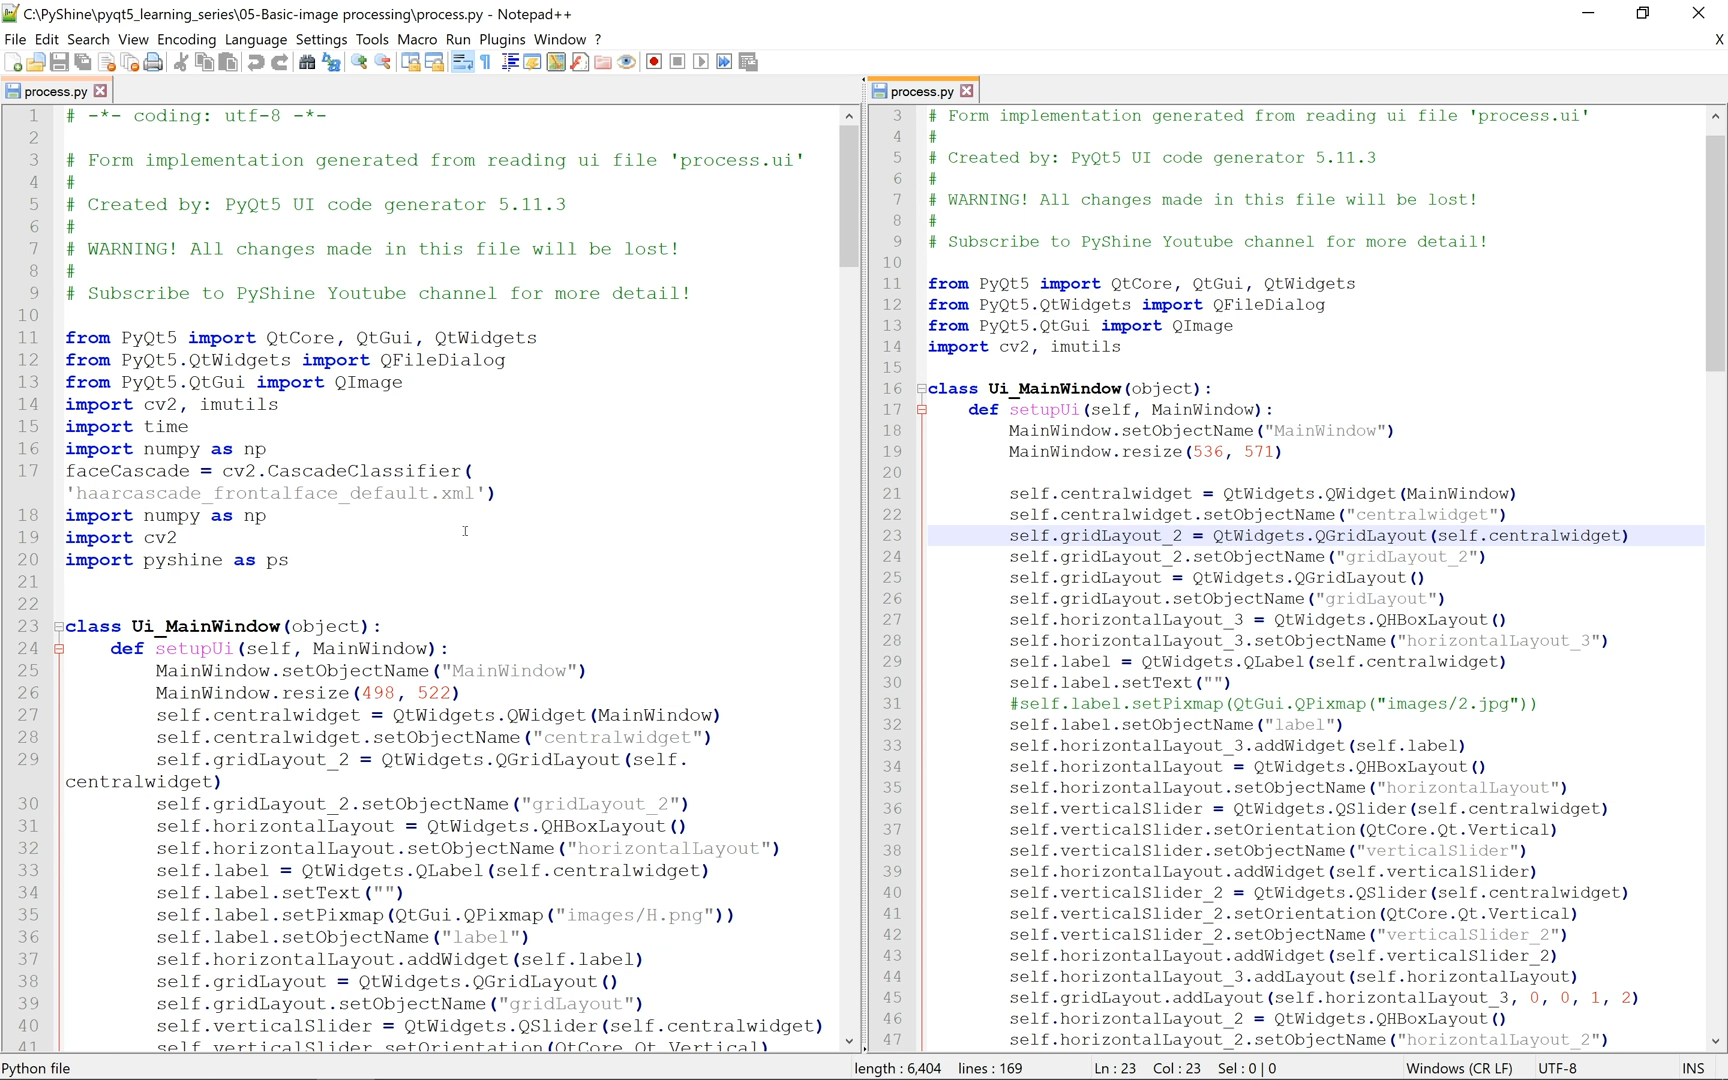 C:\PyShine\pyqt5_learning_series\05-Basic-image processing\process.py - Notepad++
File Edit Search View Encoding Language Settings Tools Macro Run Plugins Window ? X
process.py
1 # -*- coding: utf-8 -*-
2
3 # Form implementation generated from reading ui file 'process.ui'
4 #
5 # Created by: PyQt5 UI code generator 5.11.3
6 #
7 # WARNING! All changes made in this file will be lost!
8 #
9 # Subscribe to PyShine Youtube channel for more detail!
10
11 from PyQt5 import QtCore, QtGui, QtWidgets
12 from PyQt5.QtWidgets import QFileDialog
13 from PyQt5.QtGui import QImage
14 import cv2, imutils
15 import time
16 import numpy as np
17 faceCascade = cv2.CascadeClassifier(
'haarcascade_frontalface_default.xml')
18 import numpy as np
19 import cv2
20 import pyshine as ps
21
22
23 class Ui_MainWindow(object):
24 def setupUi(self, MainWindow):
25 MainWindow.setObjectName("MainWindow")
26 MainWindow.resize(498, 522)
27 self.centralwidget = QtWidgets.QWidget(MainWindow)
28 self.centralwidget.setObjectName("centralwidget")
29 self.gridLayout_2 = QtWidgets.QGridLayout(self.
centralwidget)
30 self.gridLayout_2.setObjectName("gridLayout_2")
31 self.horizontalLayout = QtWidgets.QHBoxLayout()
32 self.horizontalLayout.setObjectName("horizontalLayout")
33 self.label = QtWidgets.QLabel(self.centralwidget)
34 self.label.setText("")
35 self.label.setPixmap(QtGui.QPixmap("images/H.png"))
36 self.label.setObjectName("label")
37 self.horizontalLayout.addWidget(self.label)
38 self.gridLayout = QtWidgets.QGridLayout()
39 self.gridLayout.setObjectName("gridLayout")
40 self.verticalSlider = QtWidgets.QSlider(self.centralwidget)
41 self.verticalSlider.setOrientation(QtCore.Qt.Vertical)
process.py
3 # Form implementation generated from reading ui file 'process.ui'
4 #
5 # Created by: PyQt5 UI code generator 5.11.3
6 #
7 # WARNING! All changes made in this file will be lost!
8 #
9 # Subscribe to PyShine Youtube channel for more detail!
10
11 from PyQt5 import QtCore, QtGui, QtWidgets
12 from PyQt5.QtWidgets import QFileDialog
13 from PyQt5.QtGui import QImage
14 import cv2, imutils
15
16 class Ui_MainWindow(object):
17 def setupUi(self, MainWindow):
18 MainWindow.setObjectName("MainWindow")
19 MainWindow.resize(536, 571)
20
21 self.centralwidget = QtWidgets.QWidget(MainWindow)
22 self.centralwidget.setObjectName("centralwidget")
23 self.gridLayout_2 = QtWidgets.QGridLayout(self.centralwidget)
24 self.gridLayout_2.setObjectName("gridLayout_2")
25 self.gridLayout = QtWidgets.QGridLayout()
26 self.gridLayout.setObjectName("gridLayout")
27 self.horizontalLayout_3 = QtWidgets.QHBoxLayout()
28 self.horizontalLayout_3.setObjectName("horizontalLayout_3")
29 self.label = QtWidgets.QLabel(self.centralwidget)
30 self.label.setText("")
31 #self.label.setPixmap(QtGui.QPixmap("images/2.jpg"))
32 self.label.setObjectName("label")
33 self.horizontalLayout_3.addWidget(self.label)
34 self.horizontalLayout = QtWidgets.QHBoxLayout()
35 self.horizontalLayout.setObjectName("horizontalLayout")
36 self.verticalSlider = QtWidgets.QSlider(self.centralwidget)
37 self.verticalSlider.setOrientation(QtCore.Qt.Vertical)
38 self.verticalSlider.setObjectName("verticalSlider")
39 self.horizontalLayout.addWidget(self.verticalSlider)
40 self.verticalSlider_2 = QtWidgets.QSlider(self.centralwidget)
41 self.verticalSlider_2.setOrientation(QtCore.Qt.Vertical)
42 self.verticalSlider_2.setObjectName("verticalSlider_2")
43 self.horizontalLayout.addWidget(self.verticalSlider_2)
44 self.horizontalLayout_3.addLayout(self.horizontalLayout)
45 self.gridLayout.addLayout(self.horizontalLayout_3, 0, 0, 1, 2)
46 self.horizontalLayout_2 = QtWidgets.QHBoxLayout()
47 self.horizontalLayout_2.setObjectName("horizontalLayout_2")
Python file length : 6,404 lines : 169 Ln : 23 Col : 23 Sel : 0 | 0 Windows (CR LF) UTF-8 INS